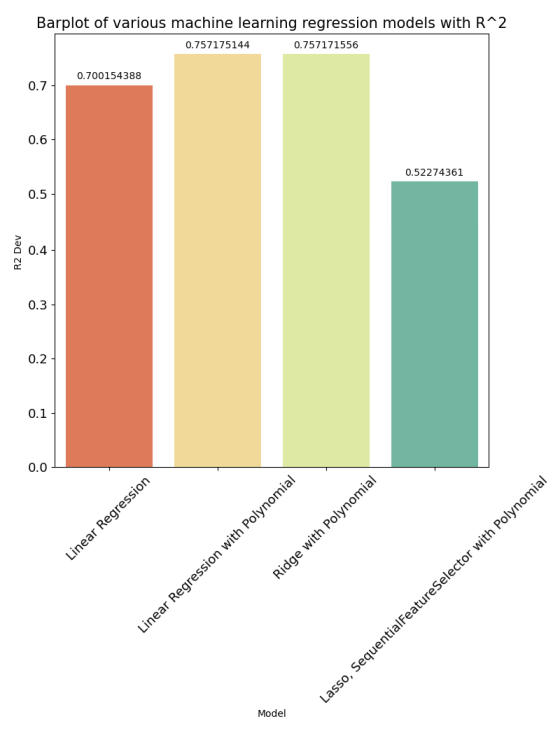 Barplot of various machine learning regression models with R^2
0.757175144
0.757171556
0.700154388
0.52274361
0.7
0.6
0.5
0.4
0.3
0.2
0.1
0.0
R2 Dev
Linear Regression
Linear Regression with Polynomial
Ridge with Polynomial
Lasso, SequentialFeatureSelector with Polynomial
Model